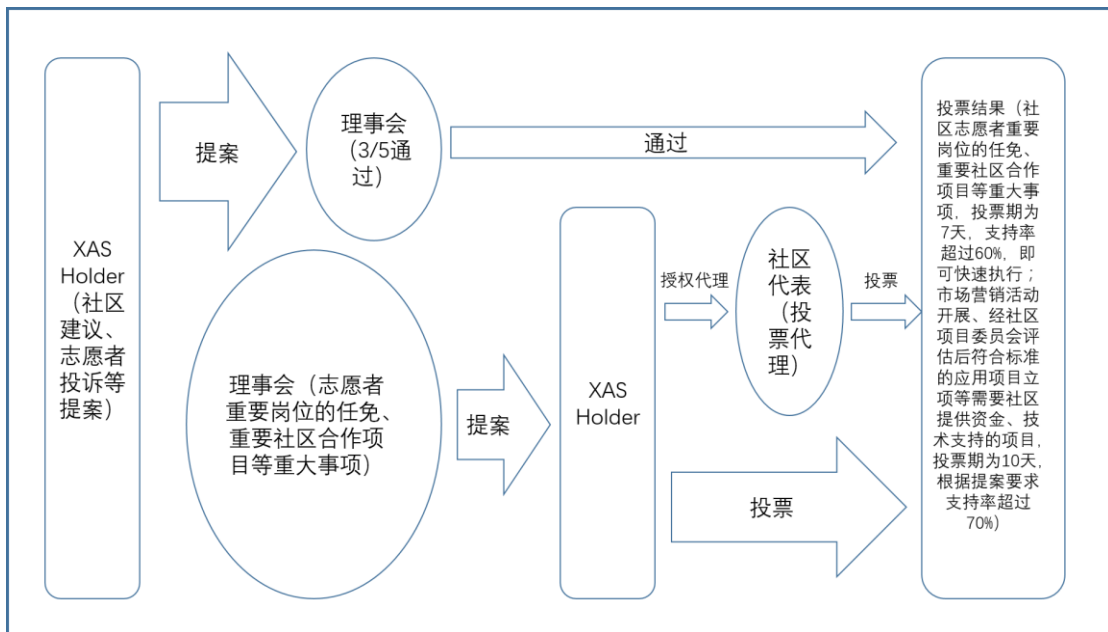 XAS
Holder
（社区
建议、
志愿者
投诉等
提案）
提案
理事会
（3/5通
过）
通过
理事会（志愿者
重要岗位的任免、
重要社区合作项
目等重大事项）
提案
XAS
Holder
授权代理
社区
代表
（投
票代
理）
投票
投票
投票结果（社
区志愿者重要
岗位的任免、
重要社区合作
项目等重大事
项，投票期为
7天，支持率
超过60%，即
可快速执行；
市场营销活动
开展、经社区
项目委员会评
估后符合标准
的应用项目立
项等需要社区
提供资金、技
术支持的项目，
投票期为10天，
根据提案要求
支持率超过
70%）